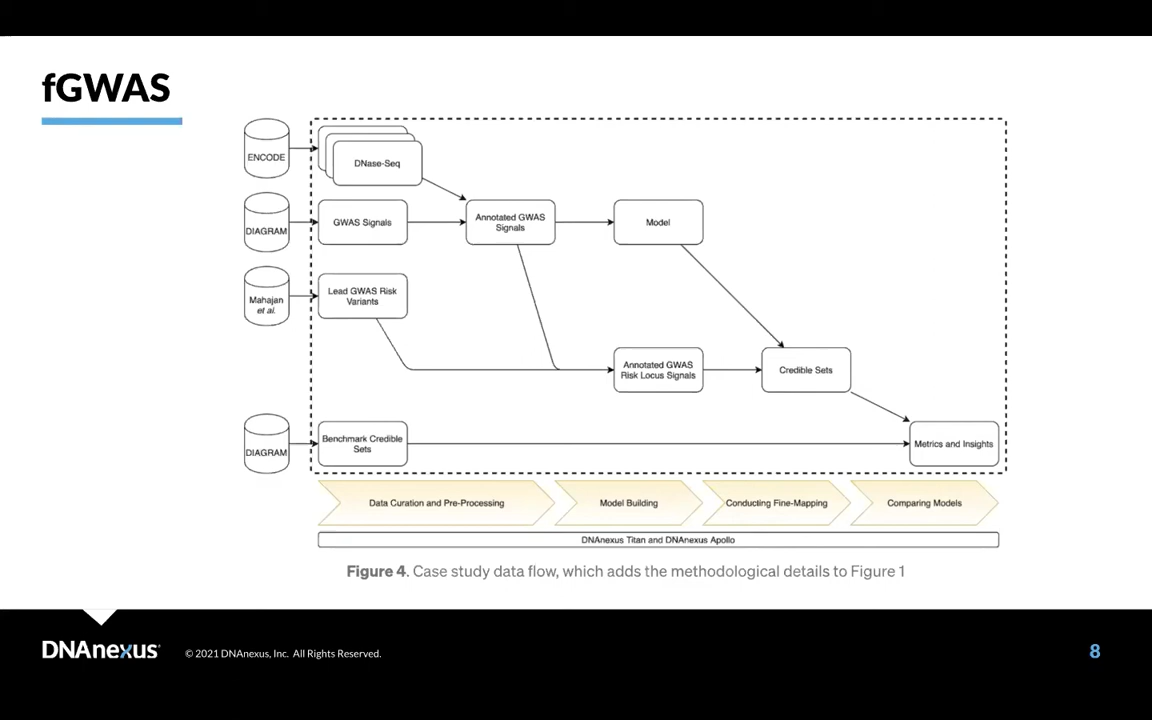 fGWAS
ENCODE
DNase-Seq
DIAGRAM
GWAS Signals
Annotated GWAS
Signals
Model
Mahajan
et al.
Lead GWAS Risk
Variants
Annotated GWAS
Risk Locus Signals
Credible Sets
DIAGRAM
Benchmark Credible
Sets
Metrics and Insights
Data Curation and Pre-Processing
Model Building
Conducting Fine-Mapping
Comparing Models
DNAnexus Titan and DNAnexus Apollo
Figure 4. Case study data flow, which adds the methodological details to Figure 1
DNAnexus
© 2021 DNAnexus, Inc. All Rights Reserved.
8